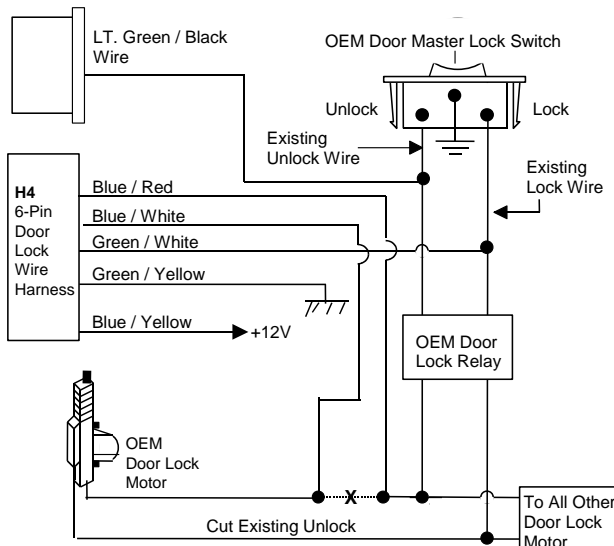 LT. Green / Black
Wire
OEM Door Master Lock Switch
Unlock
Lock
Existing
Unlock Wire
Existing
Lock Wire
H4
6-Pin
Door
Lock
Wire
Harness
Blue / Red
Blue / White
Green / White
Green / Yellow
Blue / Yellow
+12V
OEM Door
Lock Relay
OEM
Door Lock
Motor
X
Cut Existing Unlock
To All Other
Door Lock
Motor